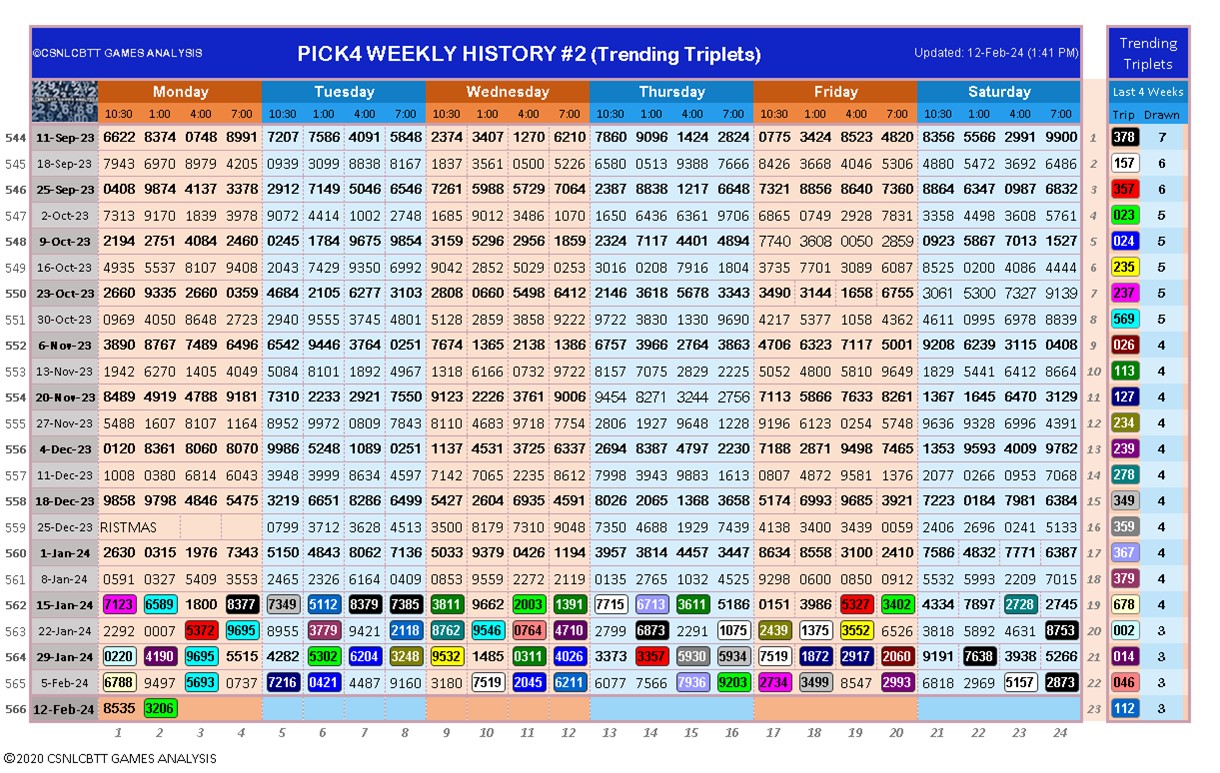 ©CSNLCBTT GAMES ANALYSIS PICK4 WEEKLY HISTORY #2 (Trending Triplets) Updated: 12-Feb-24 (1:41 PM) Trending Triplets
Monday Tuesday Wednesday Thursday Friday Saturday Last 4 Weeks
10:30 1:00 4:00 7:00 10:30 1:00 4:00 7:00 10:30 1:00 4:00 7:00 10:30 1:00 4:00 7:00 10:30 1:00 4:00 7:00 10:30 1:00 4:00 7:00 Trip Drawn
544 11-Sep-23 6622 8374 0748 8991 7207 7586 4091 5848 2374 3407 1270 6210 7860 9096 1424 2824 0775 3424 8523 4820 8356 5566 2991 9900 1 378 7
545 18-Sep-23 7943 6970 8979 4205 0939 3099 8838 8167 1837 3561 0500 5226 6580 0513 9388 7666 8426 3668 4046 5306 4880 5472 3692 6486 2 157 6
546 25-Sep-23 0408 9874 4137 3378 2912 7149 5046 6546 7261 5988 5729 7064 2387 8838 1217 6648 7321 8856 8640 7360 8864 6347 0987 6832 3 357 6
547 2-Oct-23 7313 9170 1839 3978 9072 4414 1002 2748 1685 9012 3486 1070 1650 6436 6361 9706 6865 0749 2928 7831 3358 4498 3608 5761 4 023 5
548 9-Oct-23 2194 2751 4084 2460 0245 1784 9675 9854 3159 5296 2956 1859 2324 7117 4401 4894 7740 3608 0050 2859 0923 5867 7013 1527 5 024 5
549 16-Oct-23 4935 5537 8107 9408 2043 7429 9350 6992 9042 2852 5029 0253 3016 0208 7916 1804 3735 7701 3089 6087 8525 0200 4086 4444 6 235 5
550 23-Oct-23 2660 9335 2660 0359 4684 2105 6277 3103 2808 0660 5498 6412 2146 3618 5678 3343 3490 3144 1658 6755 3061 5300 7327 9139 7 237 5
551 30-Oct-23 0969 4050 8648 2723 2940 9555 3745 4801 5128 2859 3858 9222 9722 3830 1330 9690 4217 5377 1058 4362 4611 0995 6978 8839 8 569 5
552 6-Nov-23 3890 8767 7489 6496 6542 9446 3764 0251 7674 1365 2138 1386 6757 3966 2764 3863 4706 6323 7117 5001 9208 6239 3115 0408 9 026 4
553 13-Nov-23 1942 6270 1405 4049 5084 8101 1892 4967 1318 6166 0732 9722 8157 7075 2829 2225 5052 4800 5810 9649 1829 5441 6412 8664 10 113 4
554 20-Nov-23 8489 4919 4788 9181 7310 2233 2921 7550 9123 2226 3761 9006 9454 8271 3244 2756 7113 5866 7633 8261 1367 1645 6470 3129 11 127 4
555 27-Nov-23 5488 1607 8107 1164 8952 9972 0809 7848 8110 4683 9718 7754 2806 1927 9648 1228 9196 6123 0254 5748 9636 9328 6996 4391 12 234 4
556 4-Dec-23 0120 8361 8060 8070 9986 5248 1089 0251 1137 4531 3725 6337 2694 8387 4797 2230 7188 2871 9498 7465 1353 9593 4009 9782 13 239 4
557 11-Dec-23 1008 0380 6814 6043 3948 3999 8634 4597 7142 7065 2235 8612 7998 3943 9883 1613 0807 4872 9581 1376 2077 0266 0953 7068 14 278 4
558 18-Dec-23 9858 9798 4846 5475 3219 6651 8286 6499 5427 2604 6935 4591 8026 2065 1368 3658 5174 6993 9685 3921 7223 0184 7981 6384 15 349 4
559 25-Dec-23 RISTMAS 0799 3712 3628 4513 3500 8179 7310 9048 7350 4688 1929 7439 4138 3400 3439 0059 2406 2696 0241 5133 16 359 4
560 1-Jan-24 2630 0315 1976 7343 5150 4843 8062 7136 5033 9379 0426 1194 3957 3814 4457 3447 8634 8558 3100 2410 7586 4832 7771 6387 17 367 4
561 8-Jan-24 0591 0327 5409 3553 2465 2326 6164 0409 0853 9559 2272 2119 0135 2765 1032 4525 9298 0600 0850 0912 5532 5993 2209 7015 18 379 4
562 15-Jan-24 7123 6589 1800 8377 7349 5112 8379 7385 3811 9662 2003 1391 7715 6713 3611 5186 0151 3986 5327 3402 4334 7897 2728 2745 19 678 4
563 22-Jan-24 2292 0007 5372 9695 8955 3779 9421 2118 8762 9546 0764 4710 2799 6873 2291 1075 2439 1375 3552 6526 3818 5892 4631 8753 20 002 3
564 29-Jan-24 0220 4190 9695 5515 4282 5302 6204 3248 9532 1485 0311 4026 3373 3357 5930 5934 7519 1872 2917 2060 9191 7638 3938 5266 21 014 3
565 5-Feb-24 6788 9497 5693 0737 7216 0421 4487 9160 3180 7519 2045 6211 6077 7566 7936 9203 2734 3499 8547 2993 6818 2969 5157 2873 22 046 3
566 12-Feb-24 8535 3206 23 112 3
1 2 3 4 5 6 7 8 9 10 11 12 13 14 15 16 17 18 19 20 21 22 23 24
©2020 CSNLCBTT GAMES ANALYSIS